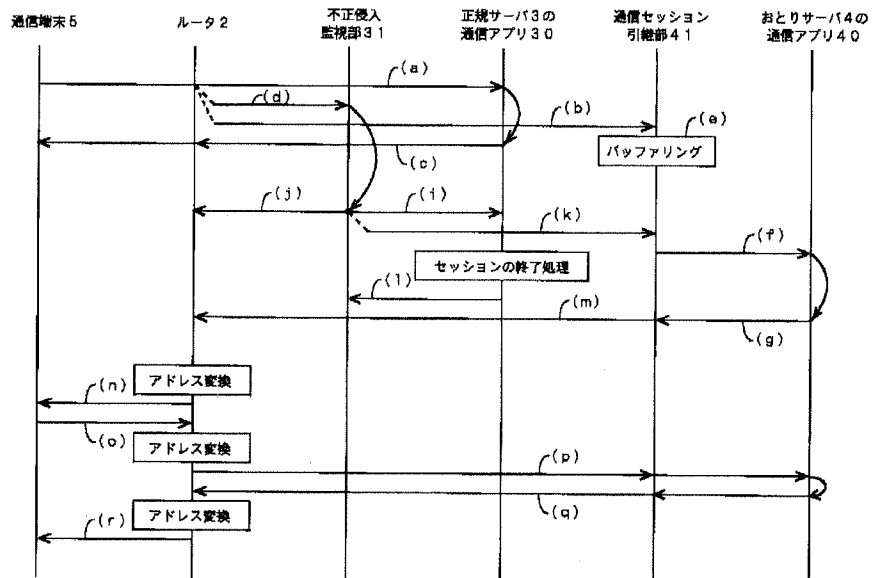 通信端末5
ルータ2
不正侵入
監視部31
正規サーバ3の
通信アプリ30
通信セッション
引継部41
おとりサーバ4の
通信アプリ40
(a)
(d)
(b)
(e)
バッファリング
(c)
(j)
(i)
(k)
(f)
セッションの終了処理
(l)
(m)
(g)
アドレス変換
(n)
(o)
アドレス変換
(p)
(q)
アドレス変換
(r)